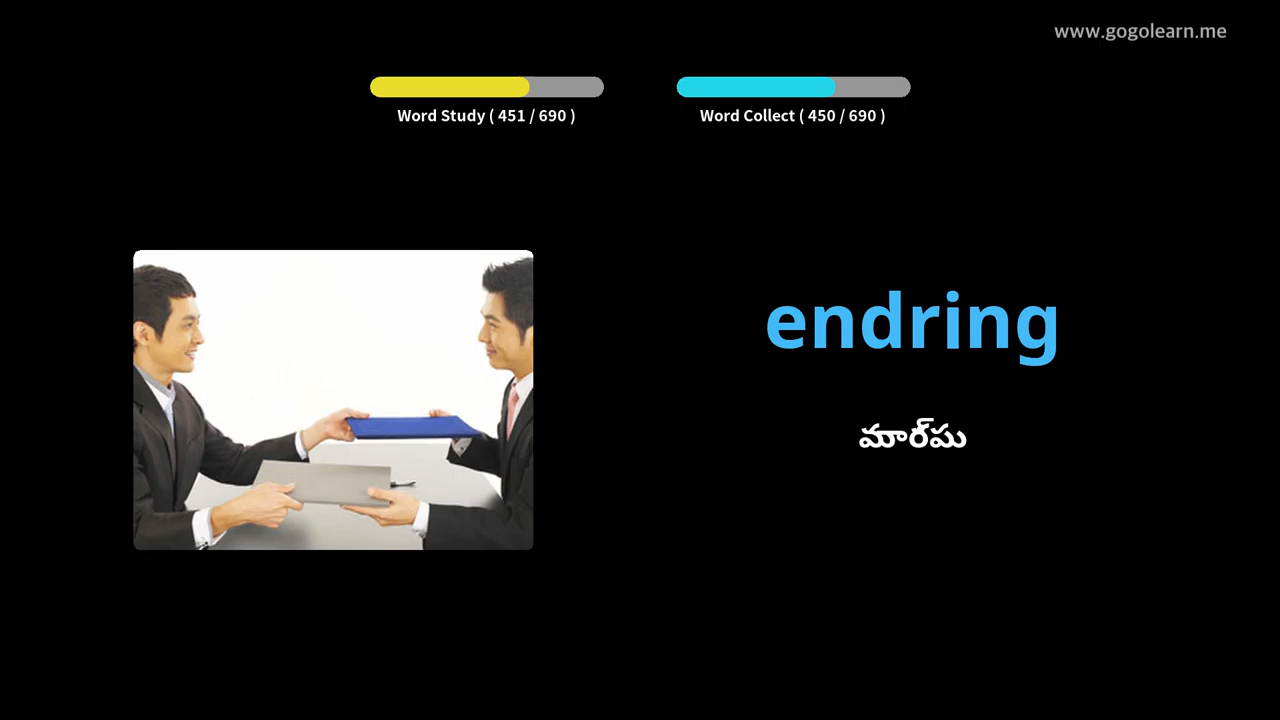 www.gogolearn.me
Word Study ( 451 / 690 )
Word Collect ( 450 / 690 )
endring
మార్‌పు